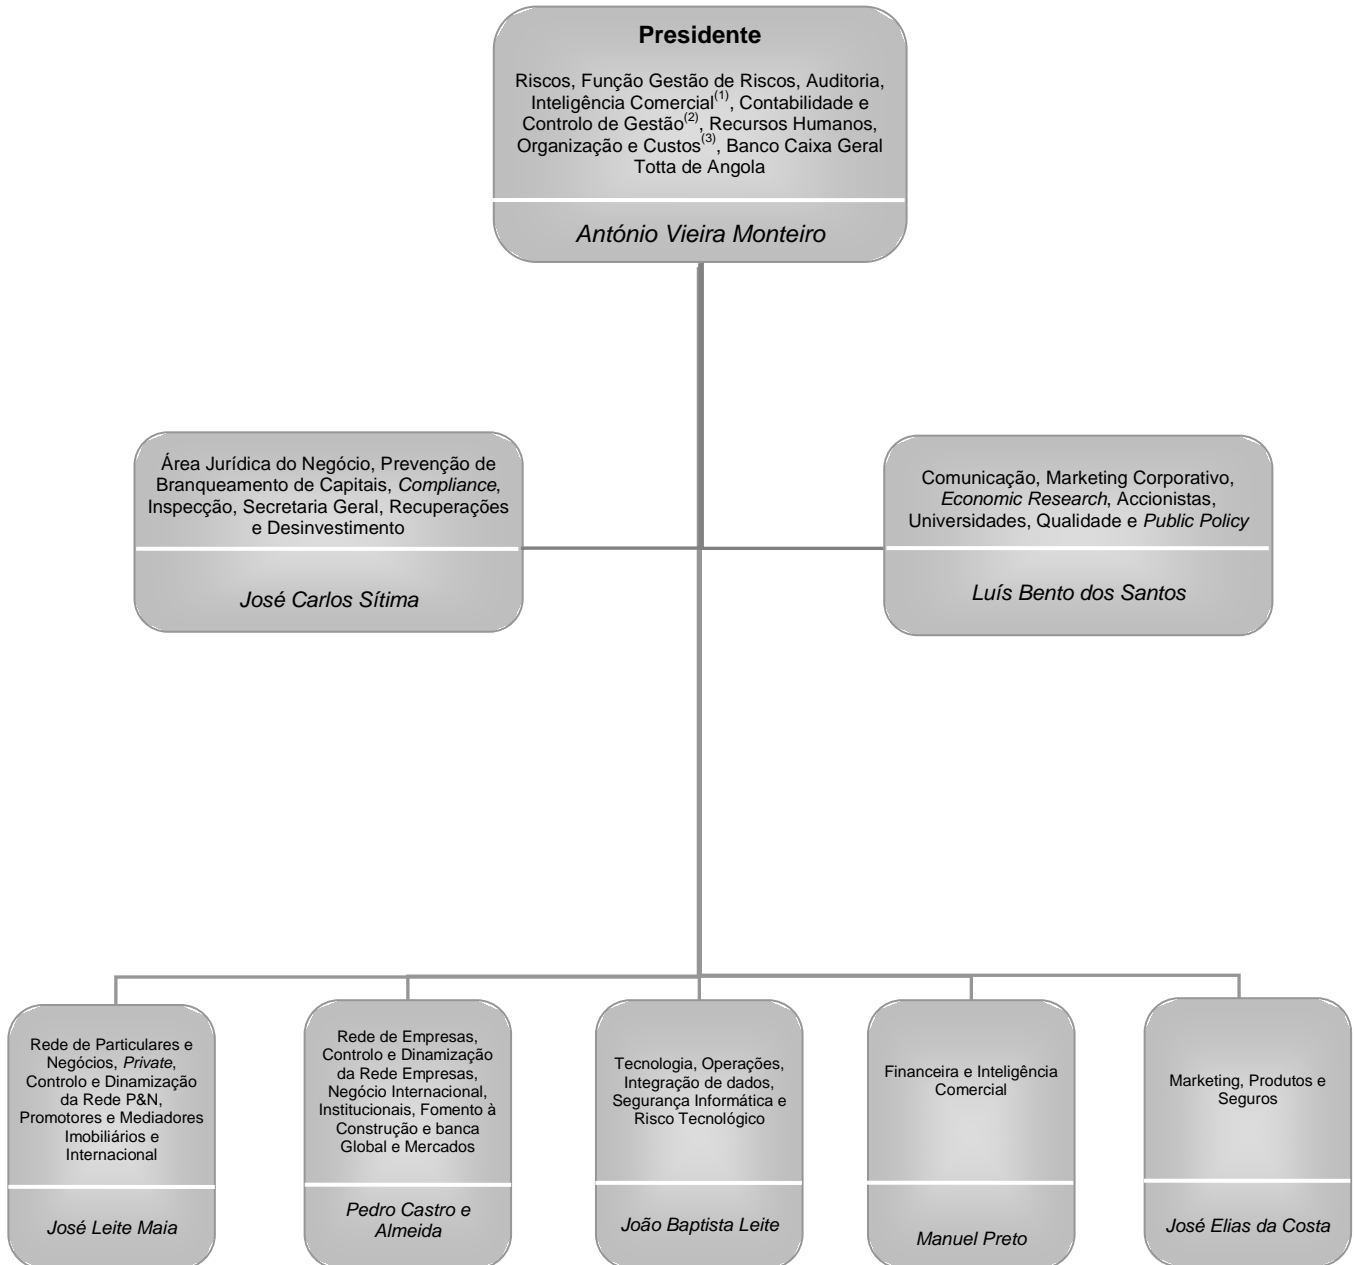 Presidente
Riscos, Função Gestão de Riscos, Auditoria,
Inteligência Comercial(1), Contabilidade e
Controlo de Gestão(2), Recursos Humanos,
Organização e Custos(3), Banco Caixa Geral
Totta de Angola
António Vieira Monteiro
Área Jurídica do Negócio, Prevenção de
Branqueamento de Capitais, Compliance,
Inspecção, Secretaria Geral, Recuperações
e Desinvestimento
José Carlos Sítima
Comunicação, Marketing Corporativo,
Economic Research, Accionistas,
Universidades, Qualidade e Public Policy
Luís Bento dos Santos
Rede de Particulares e
Negócios, Private,
Controlo e Dinamização
da Rede P&N,
Promotores e Mediadores
Imobiliários e
Internacional
José Leite Maia
Rede de Empresas,
Controlo e Dinamização
da Rede Empresas,
Negócio Internacional,
Institucionais, Fomento à
Construção e banca
Global e Mercados
Pedro Castro e
Almeida
Tecnologia, Operações,
Integração de dados,
Segurança Informática e
Risco Tecnológico
João Baptista Leite
Financeira e Inteligência
Comercial
Manuel Preto
Marketing, Produtos e
Seguros
José Elias da Costa